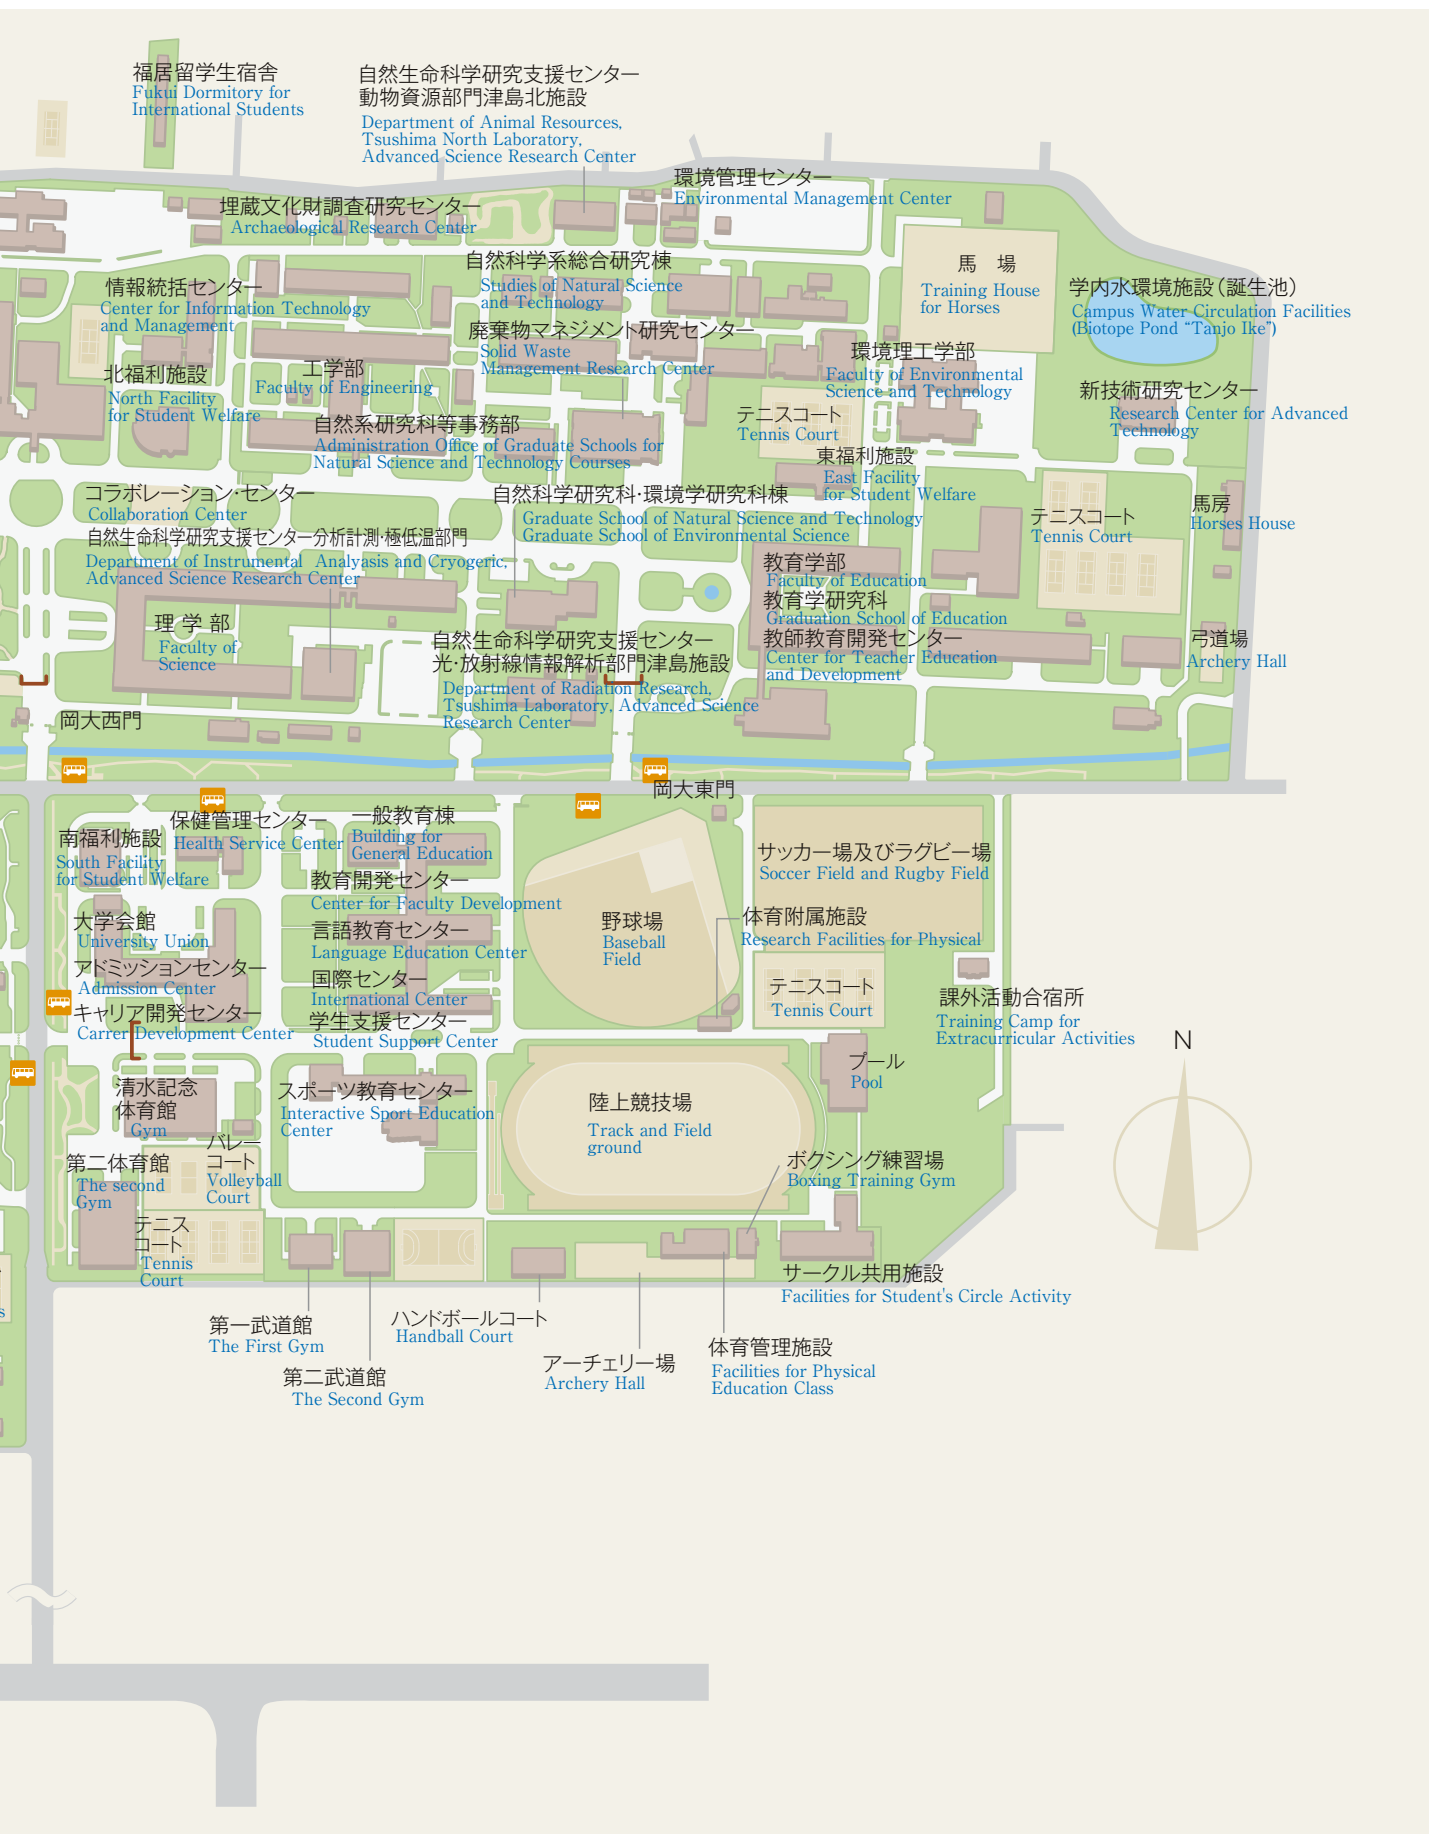 福居留学生宿舎
Fukui Dormitory for
International Students
自然生命科学研究支援センター
動物資源部門津島北施設
Department of Animal Resources,
Tsushima North Laboratory,
Advanced Science Research Center
環境管理センター
Environmental Management Center
埋蔵文化財調査研究センター
Archaeological Research Center
自然科学系総合研究棟
Studies of Natural Science
and Technology
馬　場
Training House
for Horses
学内水環境施設（誕生池）
Campus Water Circulation Facilities
(Biotope Pond “Tanjo Ike”)
情報統括センター
Center for Information Technology
and Management
廃棄物マネジメント研究センター
Solid Waste
Management Research Center
環境理工学部
Faculty of Environmental
Science and Technology
北福利施設
North Facility
for Student Welfare
工学部
Faculty of Engineering
新技術研究センター
Research Center for Advanced
Technology
自然系研究科等事務部
Administration Office of Graduate Schools for
Natural Science and Technology Courses
テニスコート
Tennis Court
東福利施設
East Facility
for Student Welfare
コラボレーション・センター
Collaboration Center
自然科学研究科・環境学研究科棟
Graduate School of Natural Science and Technology
Graduate School of Environmental Science
テニスコート
Tennis Court
馬房
Horses House
自然生命科学研究支援センター分析計測・極低温部門
Department of Instrumental Analyasis and Cryogeric,
Advanced Science Research Center
教育学部
Faculty of Education
教育学研究科
Graduation School of Education
教師教育開発センター
Center for Teacher Education
and Development
理 学 部
Faculty of
Science
自然生命科学研究支援センター
光・放射線情報解析部門津島施設
Department of Radiation Research,
Tsushima Laboratory, Advanced Science
Research Center
弓道場
Archery Hall
岡大西門
岡大東門
南福利施設
South Facility
for Student Welfare
保健管理センター
Health Service Center
一般教育棟
Building for
General Education
サッカー場及びラグビー場
Soccer Field and Rugby Field
教育開発センター
Center for Faculty Development
大学会館
University Union
言語教育センター
Language Education Center
野球場
Baseball
Field
体育附属施設
Research Facilities for Physical
アドミッションセンター
Admission Center
国際センター
International Center
テニスコート
Tennis Court
課外活動合宿所
Training Camp for
Extracurricular Activities
キャリア開発センター
Carrer Development Center
学生支援センター
Student Support Center
N
プール
Pool
清水記念
体育館
Gym
スポーツ教育センター
Interactive Sport Education
Center
陸上競技場
Track and Field
ground
バレー
コート
Volleyball
Court
第二体育館
The second
Gym
ボクシング練習場
Boxing Training Gym
テニス
コート
Tennis
Court
サークル共用施設
Facilities for Student's Circle Activity
s
第一武道館
The First Gym
ハンドボールコート
Handball Court
第二武道館
The Second Gym
アーチェリー場
Archery Hall
体育管理施設
Facilities for Physical
Education Class